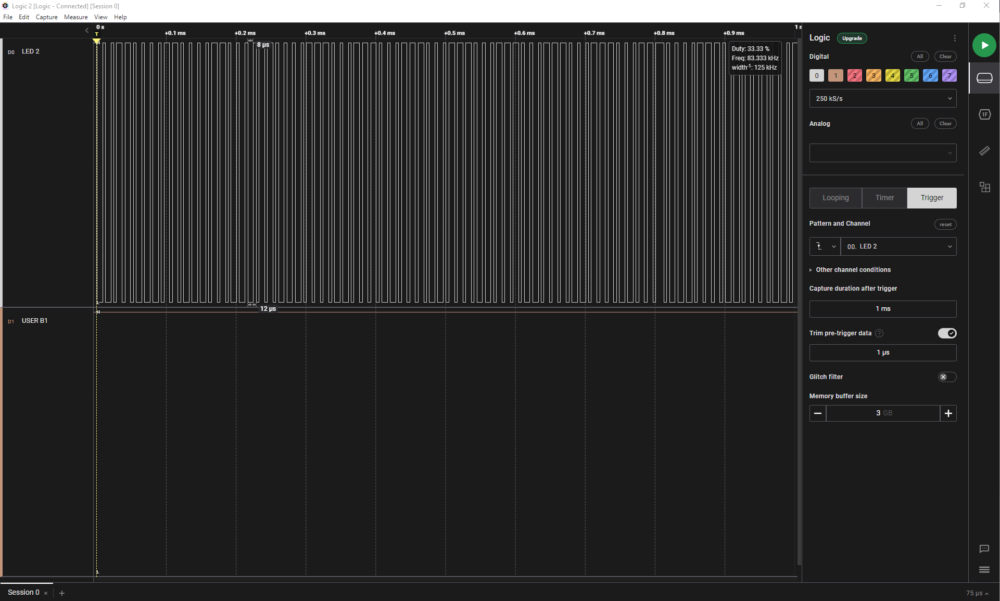 Logic 2 [Logic - Connected] [Session 0]
File Edit Capture Measure View Help
0 s
T
+0.1 ms +0.2 ms +0.3 ms +0.4 ms +0.5 ms +0.6 ms +0.7 ms +0.8 ms +0.9 ms
D0 LED 2
H
8 µs
Duty: 33.33 %
Freq: 83.333 kHz
width-1: 125 kHz
L
12 µs
D1 USER B1
H
L
Logic Upgrade
Digital All Clear
0 1 2 3 4 5 6 7
250 kS/s
Analog All Clear
Looping Timer Trigger
Pattern and Channel reset
00. LED 2
Other channel conditions
Capture duration after trigger
1 ms
Trim pre-trigger data ?
1 µs
Glitch filter
Memory buffer size
3 GB
1F
Session 0
75 µs